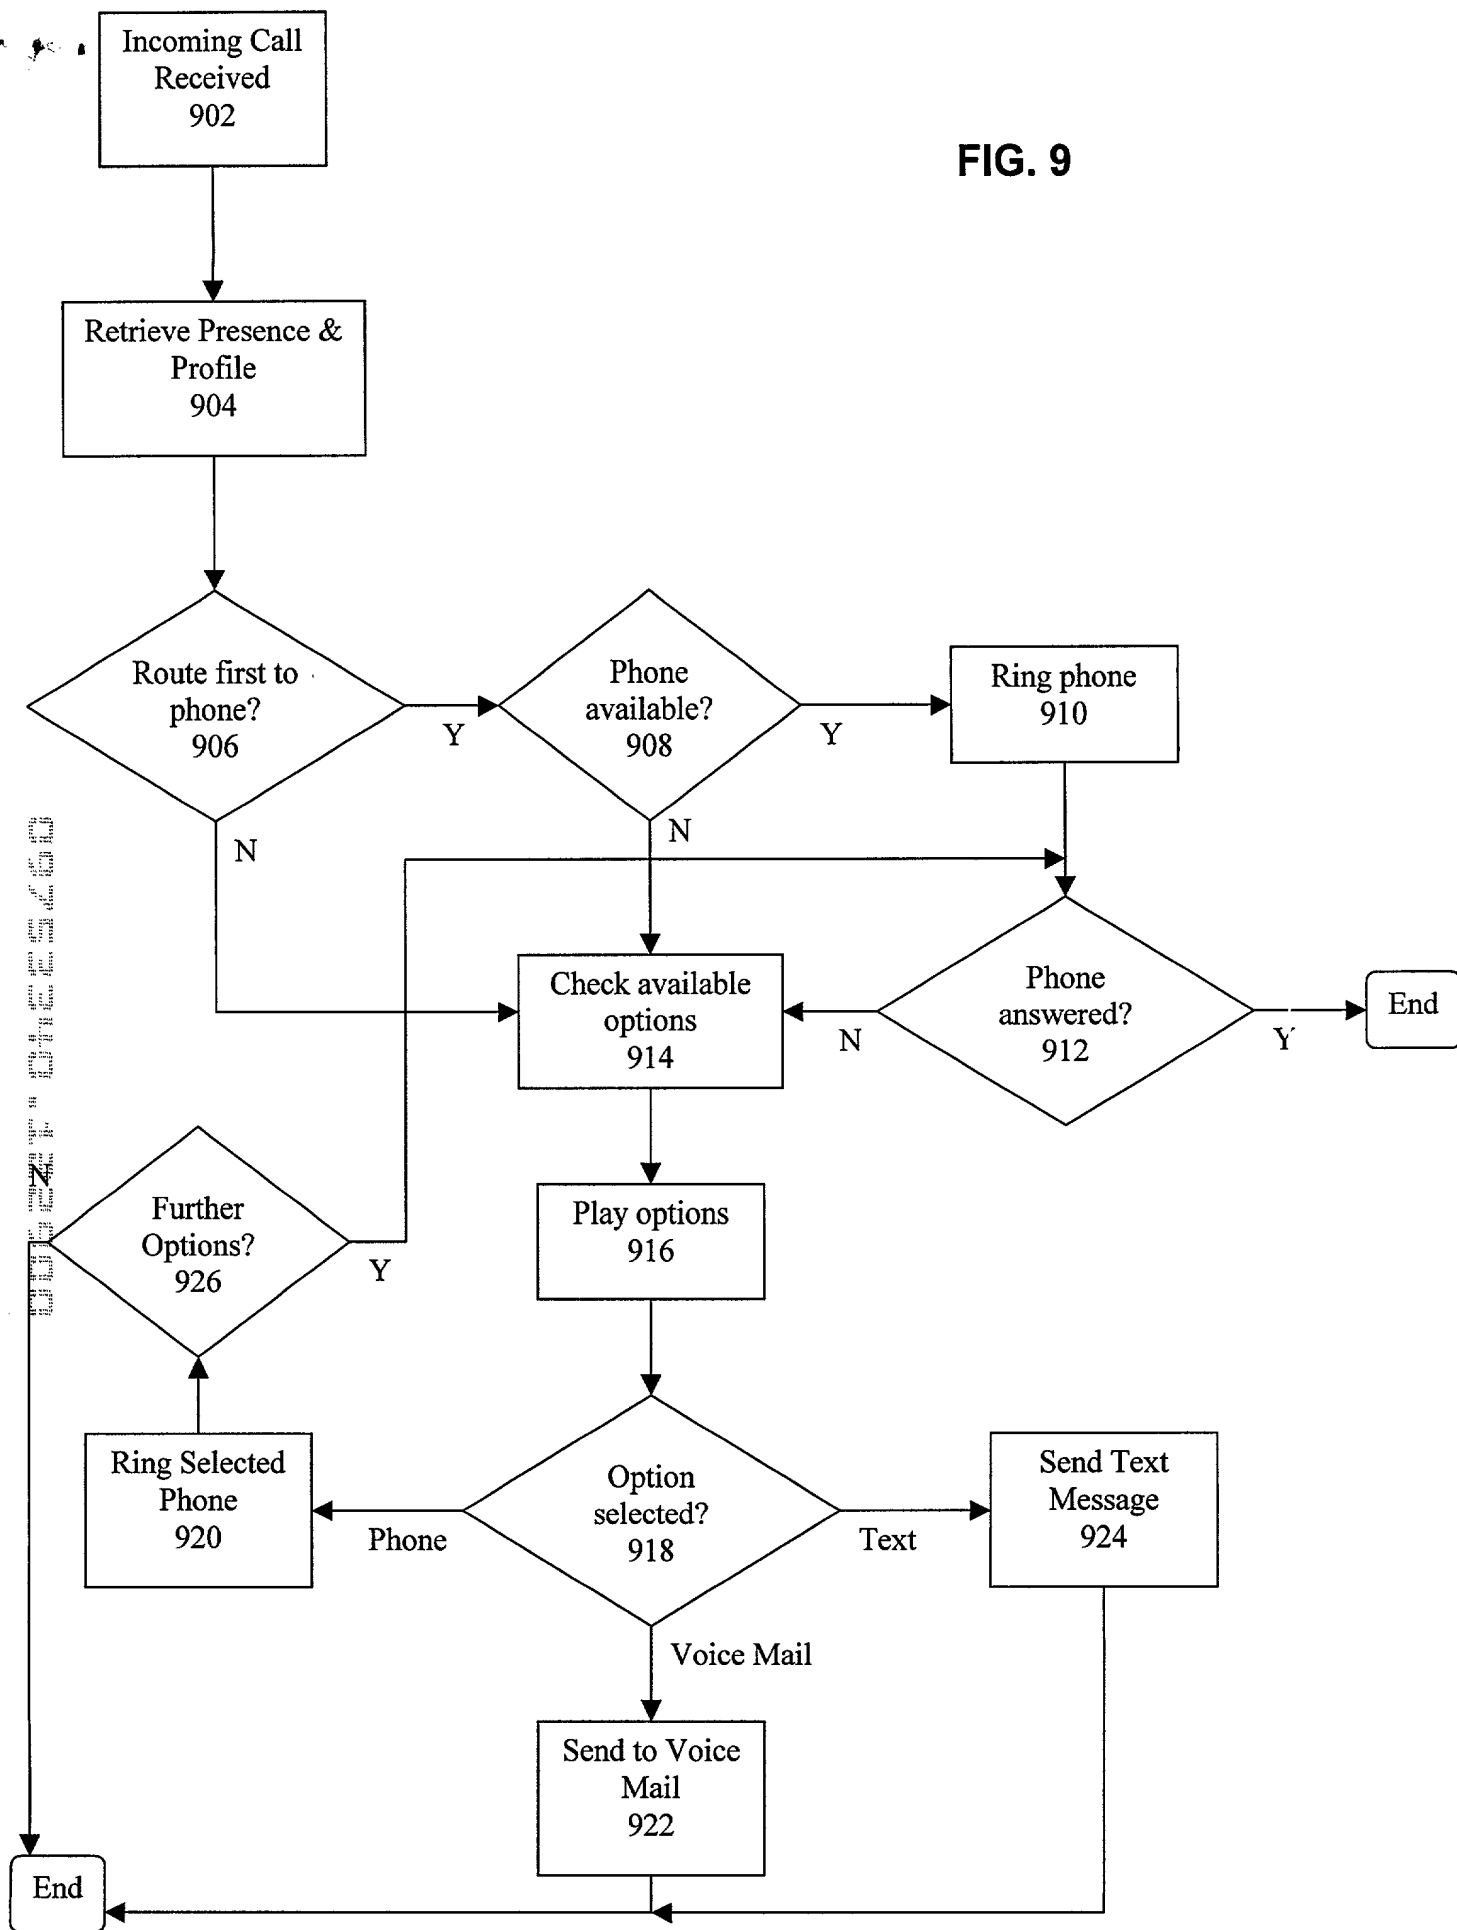 Incoming Call
Received
902
FIG. 9
Retrieve Presence &
Profile
904
Route first to
phone?
906
Y
N
Phone
available?
908
Y
N
Ring phone
910
Phone
answered?
912
Y
End
N
Check available
options
914
Play options
916
Option
selected?
918
Phone
Text
Voice Mail
Ring Selected
Phone
920
Further
Options?
926
N
Y
Send Text
Message
924
Send to Voice
Mail
922
End